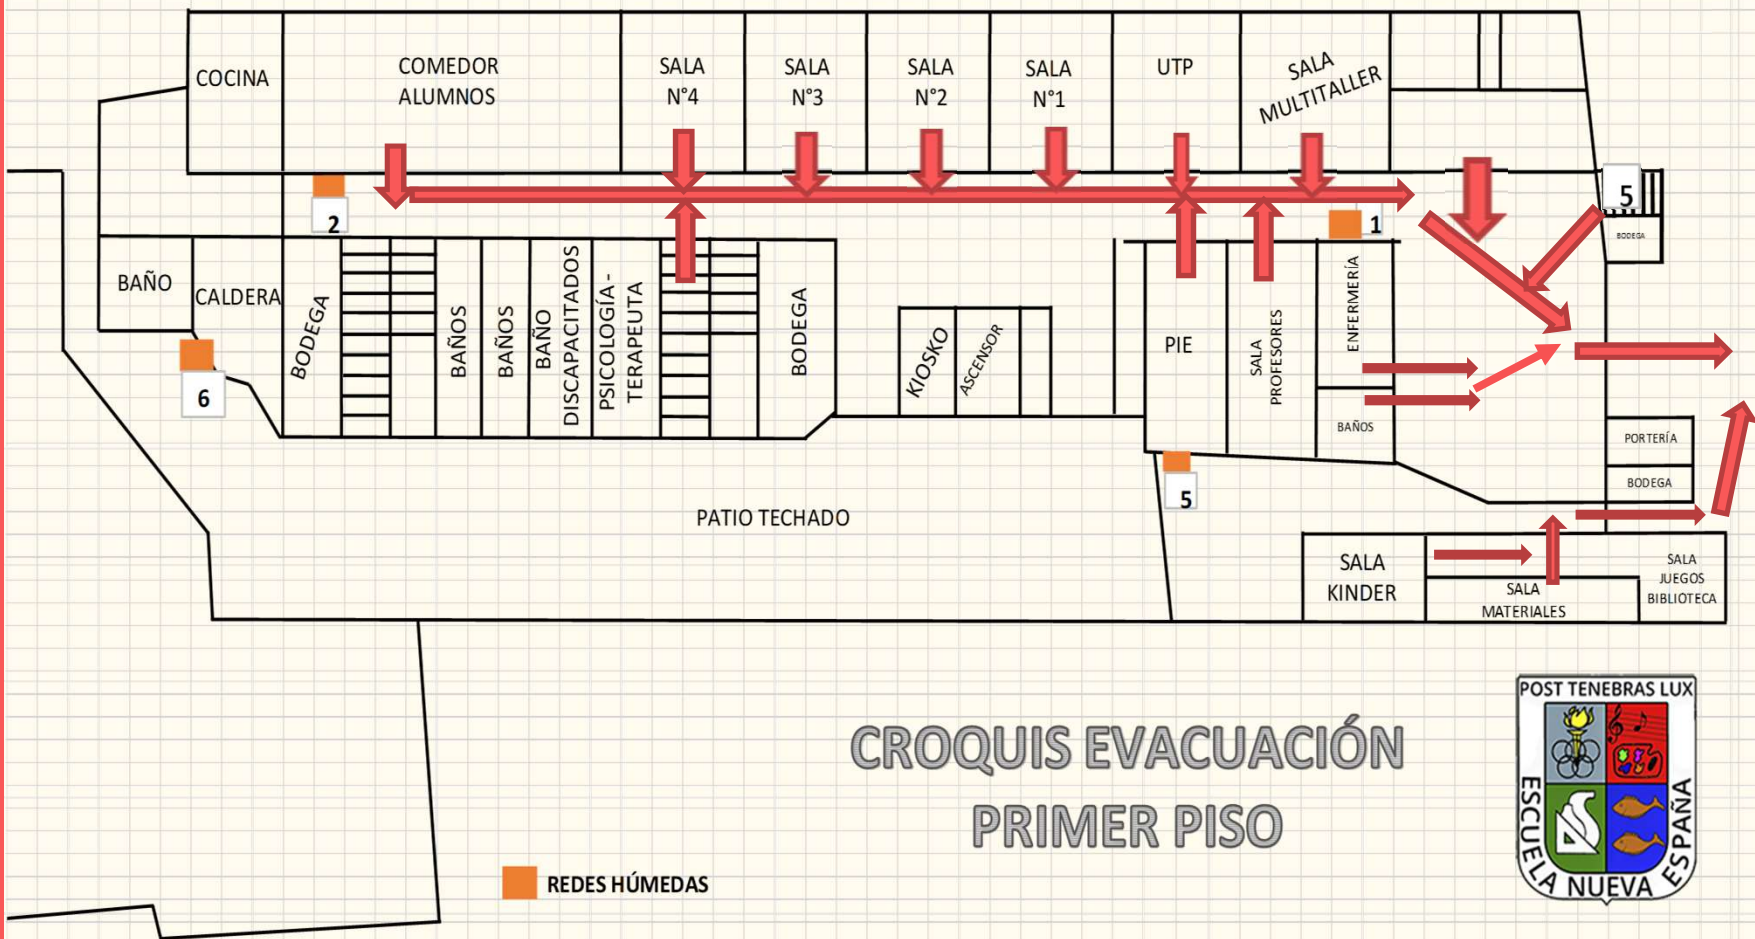 COCINA
COMEDOR
ALUMNOS
SALA
N°4
SALA
N°3
SALA
N°2
SALA
N°1
UTP
SALA
MULTITALLER
2
1
5
BODEGA
BAÑO
CALDERA
BODEGA
BAÑOS
BAÑOS
BAÑO
DISCAPACITADOS
PSICOLOGÍA -
TERAPEUTA
BODEGA
KIOSKO
ASCENSOR
PIE
SALA
PROFESORES
ENFERMERÍA
BAÑOS
6
5
PORTERÍA
BODEGA
PATIO TECHADO
SALA
KINDER
SALA
MATERIALES
SALA
JUEGOS
BIBLIOTECA
CROQUIS EVACUACIÓN
PRIMER PISO
REDES HÚMEDAS
POST TENEBRAS LUX
ESCUELA NUEVA ESPAÑA